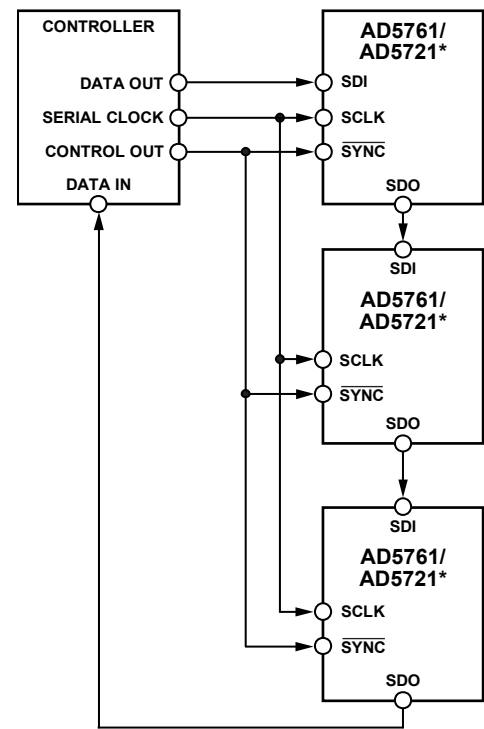 CONTROLLER
DATA OUT
SERIAL CLOCK
CONTROL OUT
DATA IN
AD5761/
AD5721*
SDI
SCLK
SYNC
SDO
SDI
AD5761/
AD5721*
SCLK
SYNC
SDO
SDI
AD5761/
AD5721*
SCLK
SYNC
SDO